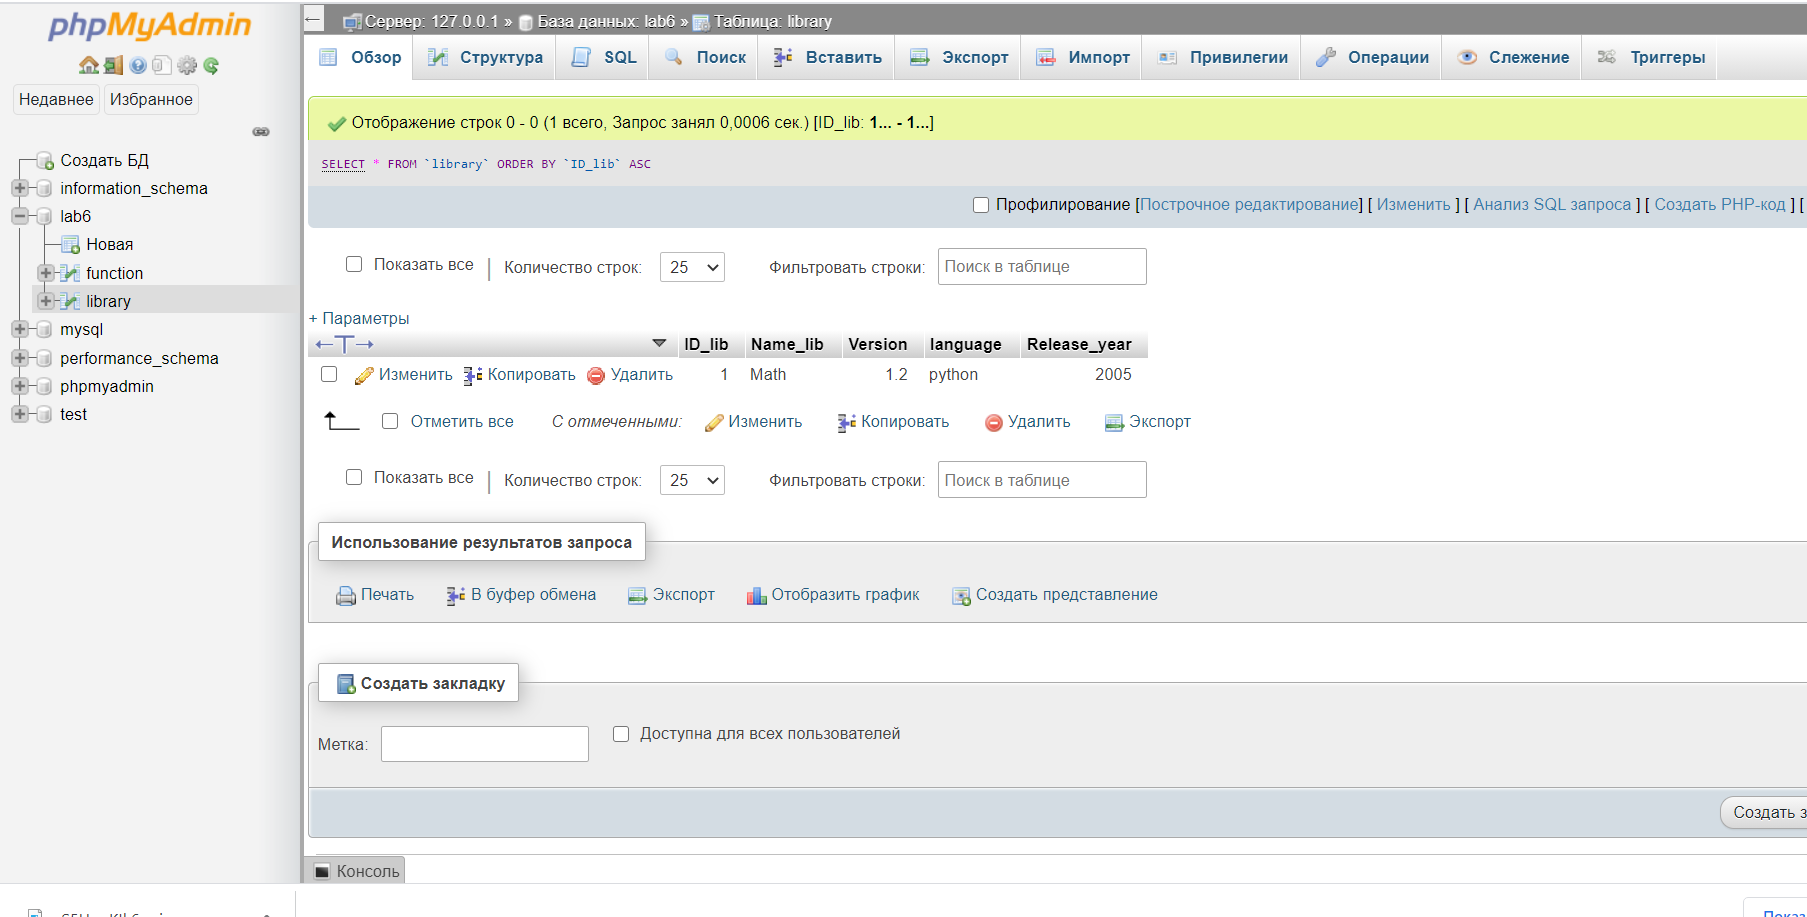 phpMyAdmin
Недавнее Избранное
Создать БД
information_schema
lab6
Новая
function
library
mysql
performance_schema
phpmyadmin
test
Сервер: 127.0.0.1 » База данных: lab6 » Таблица: library
Обзор Структура SQL Поиск Вставить Экспорт Импорт Привилегии Операции Слежение Триггеры
Отображение строк 0 - 0 (1 всего, Запрос занял 0,0006 сек.) [ID_lib: 1... - 1...]
SELECT * FROM `library` ORDER BY `ID_lib` ASC
Профилирование [Построчное редактирование] [ Изменить ] [ Анализ SQL запроса ] [ Создать PHP-код ] [
Показать все | Количество строк: 25 Фильтровать строки: Поиск в таблице
+ Параметры
←T→ ID_lib Name_lib Version language Release_year
Изменить Копировать Удалить 1 Math 1.2 python 2005
Отметить все С отмеченными: Изменить Копировать Удалить Экспорт
Показать все | Количество строк: 25 Фильтровать строки: Поиск в таблице
Использование результатов запроса
Печать В буфер обмена Экспорт Отобразить график Создать представление
Создать закладку
Метка: Доступна для всех пользователей
Создать з
Консоль